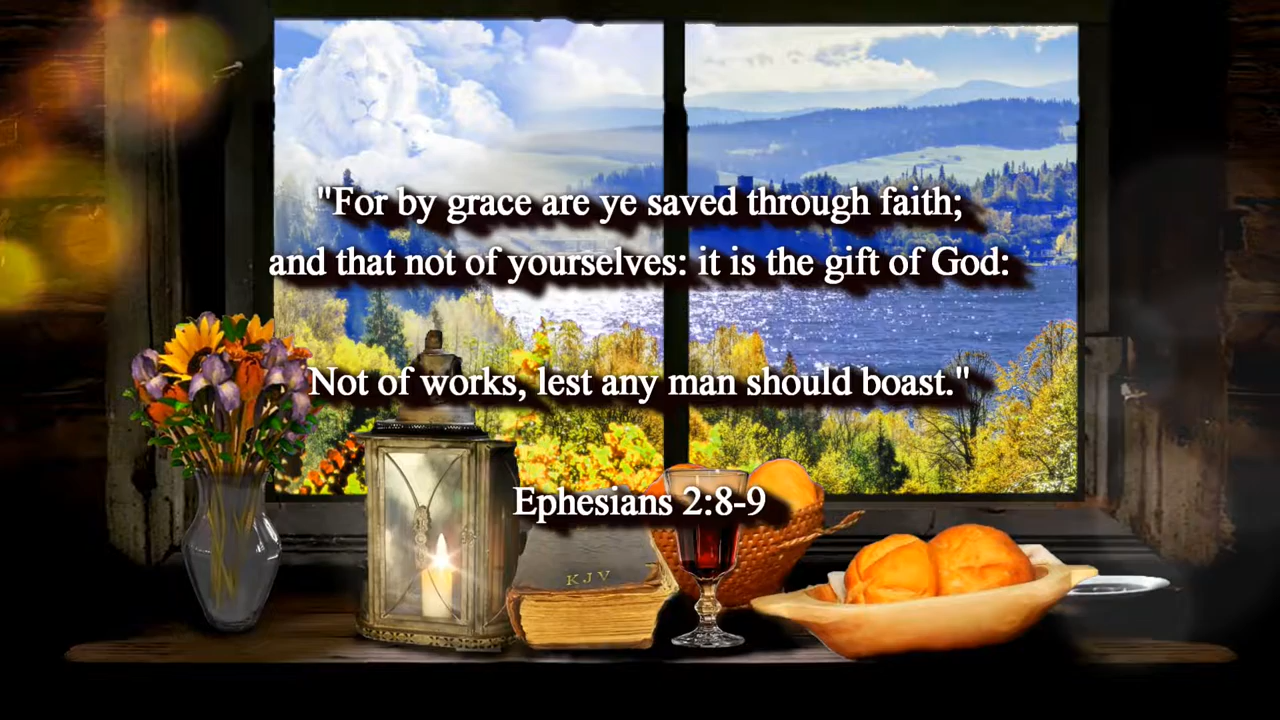 "For by grace are ye saved through faith;
and that not of yourselves: it is the gift of God:
Not of works, lest any man should boast."
Ephesians 2:8-9
KJV